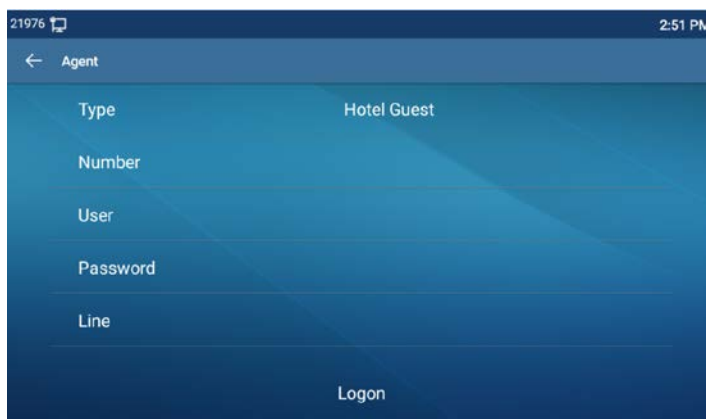 21976 2:51 PM
Agent
Type Hotel Guest
Number
User
Password
Line
Logon